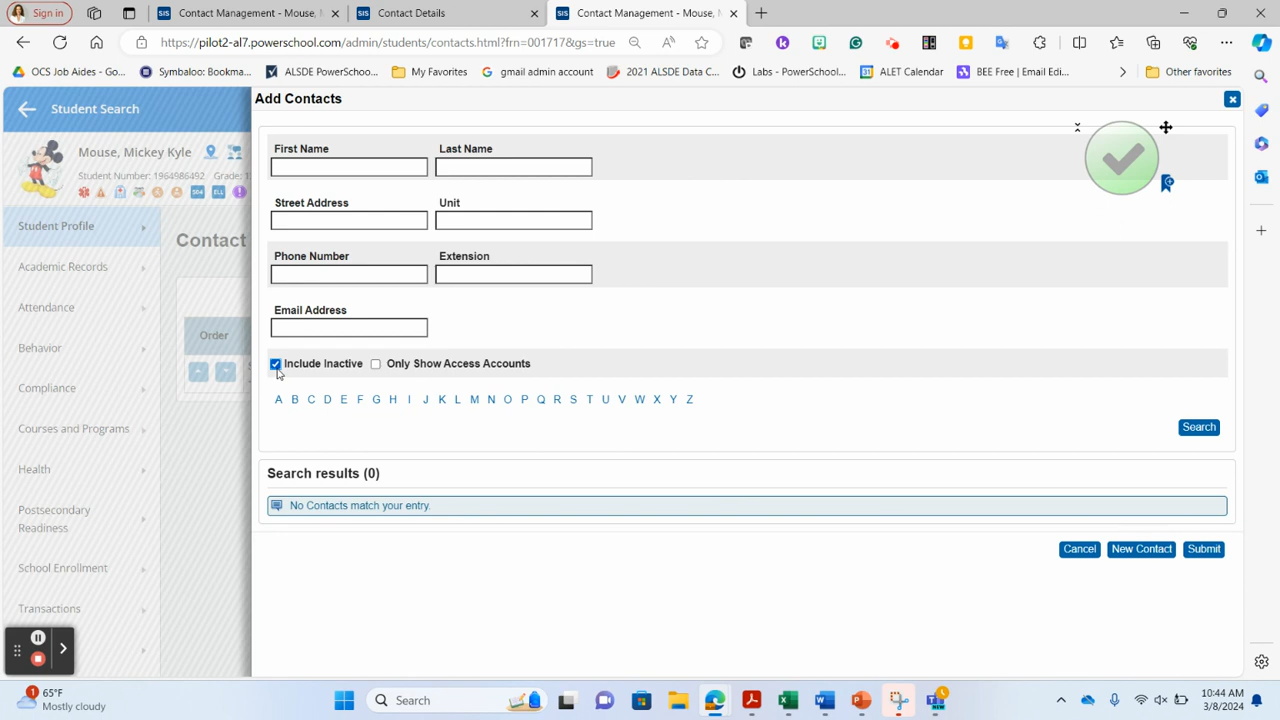 Sign in
Contact Management - Mouse,
Contact Details
Contact Management - Mouse,
https://pilot2-al7.powerschool.com/admin/students/contacts.html?frn=001717&gs=true
OCS Job Aides - Go...
Symbaloo: Bookma...
ALSDE PowerSchoo...
My Favorites
gmail admin account
2021 ALSDE Data C...
Labs - PowerSchool...
ALET Calendar
BEE Free | Email Edi...
Other favorites
Student Search
Mouse, Mickey Kyle
Student Number: 1964986492 Grade:
504
ELL
Student Profile
Academic Records
Attendance
Behavior
Compliance
Courses and Programs
Health
Postsecondary
Readiness
School Enrollment
Transactions
Contact
Order
Add Contacts
First Name Last Name
Street Address Unit
Phone Number Extension
Email Address
Include Inactive Only Show Access Accounts
A B C D E F G H I J K L M N O P Q R S T U V W X Y Z
Search
Search results (0)
No Contacts match your entry.
Cancel New Contact Submit
1
65°F
Mostly cloudy
Search
NEW
10:44 AM
3/8/2024